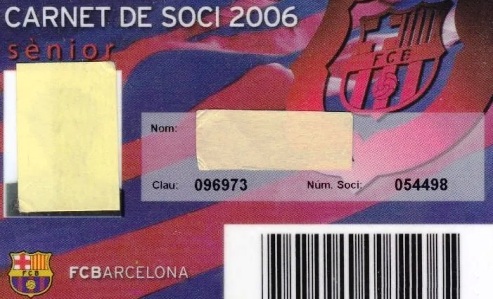 CARNET DE SOCI 2006
sènior
FCB
Nom:
Clau: 096973 Núm. Soci: 054498
FCB
FCBARCELONA